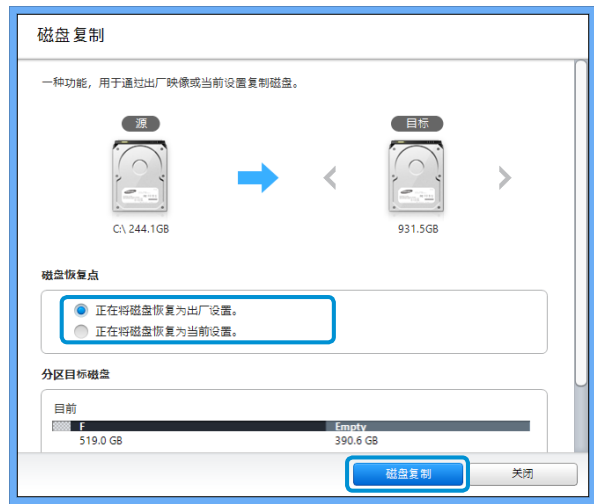 磁盘复制
一种功能，用于通过出厂映像或当前设置复制磁盘。
源
目标
C:\ 244.1GB
931.5GB
磁盘恢复点
正在将磁盘恢复为出厂设置。
正在将磁盘恢复为当前设置。
分区目标磁盘
目前
F
Empty
519.0 GB
390.6 GB
磁盘复制
关闭